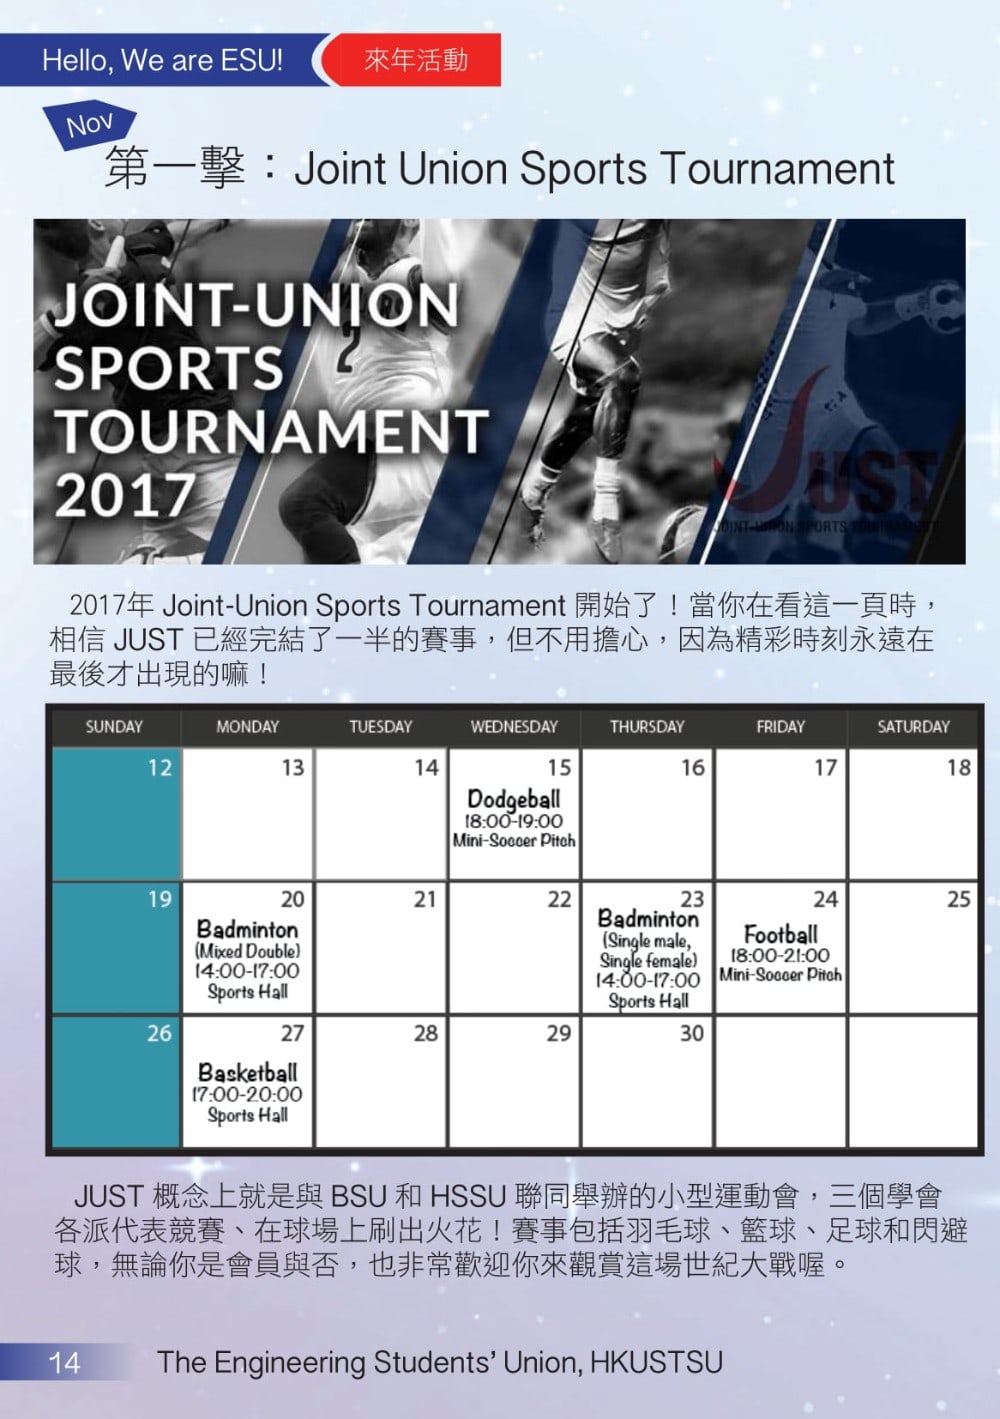 Hello, We are ESU!
來年活動
Nov
第一擊：Joint Union Sports Tournament
JOINT-UNION
SPORTS
TOURNAMENT
2017
2
JUST
JOINT-UNION SPORTS TOURNAMENT
2017年 Joint-Union Sports Tournament 開始了！當你在看這一頁時，
相信 JUST 已經完結了一半的賽事，但不用擔心，因為精彩時刻永遠在
最後才出現的嘛！
SUNDAY MONDAY TUESDAY WEDNESDAY THURSDAY FRIDAY SATURDAY
12 13 14 15 16 17 18
Dodgeball
18:00-19:00
Mini-Soccer Pitch
19 20 21 22 23 24 25
Badminton
(Mixed Double)
14:00-17:00
Sports Hall
Badminton
(Single male,
Single female)
14:00-17:00
Sports Hall
Football
18:00-21:00
Mini-Soccer Pitch
26 27 28 29 30
Basketball
17:00-20:00
Sports Hall
JUST 概念上就是與 BSU 和 HSSU 聯同舉辦的小型運動會，三個學會
各派代表競賽、在球場上刷出火花！賽事包括羽毛球、籃球、足球和閃避
球，無論你是會員與否，也非常歡迎你來觀賞這場世紀大戰喔。
14
The Engineering Students' Union, HKUSTSU